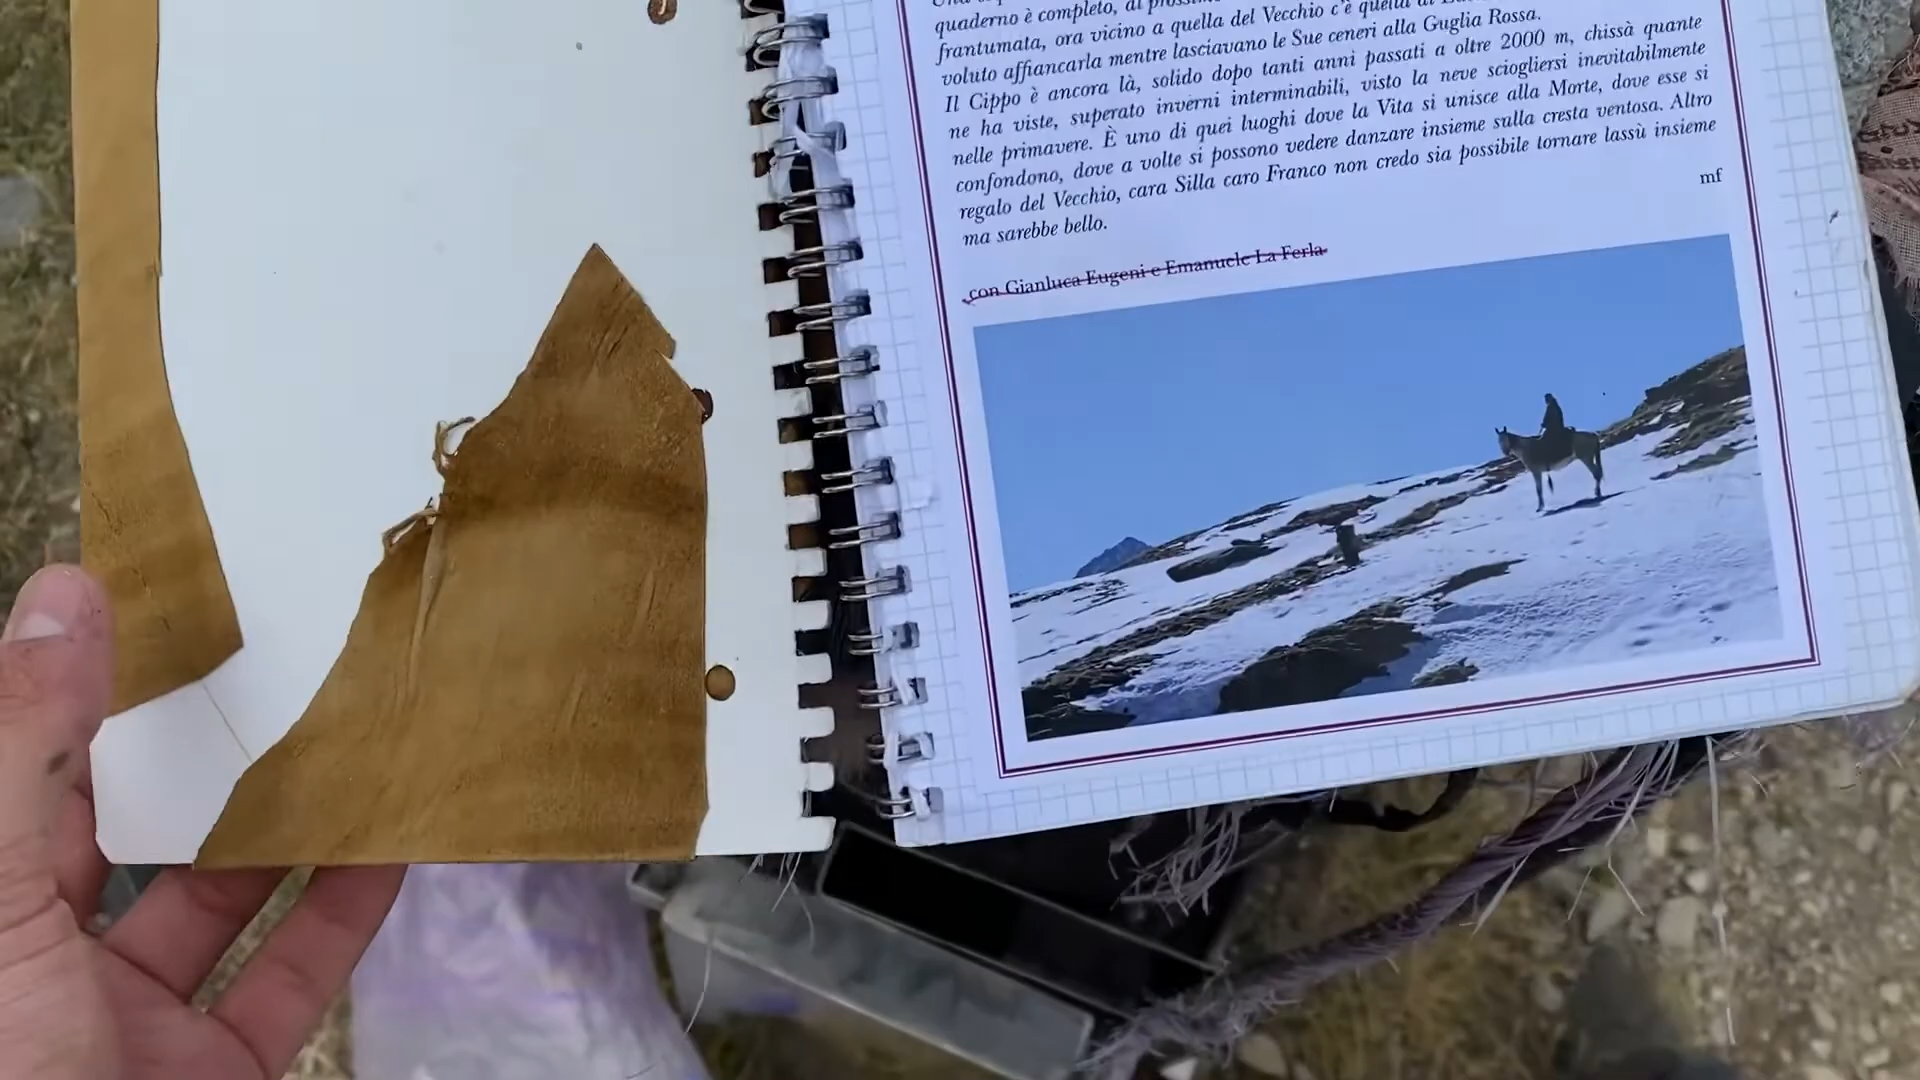 quaderno è completo, al
frantumata, ora vicino a quella del Vecchio c'è quella di
voluto affiancarla mentre lasciavano le Sue ceneri alla Guglia Rossa.
Il Cippo è ancora là, solido dopo tanti anni passati a oltre 2000 m, chissà quante
ne ha viste, superato inverni interminabili, visto la neve sciogliersi inevitabilmente
nelle primavere. È uno di quei luoghi dove la Vita si unisce alla Morte, dove esse si
confondono, dove a volte si possono vedere danzare insieme sulla cresta ventosa. Altro
regalo del Vecchio, cara Silla caro Franco non credo sia possibile tornare lassù insieme
ma sarebbe bello.
mf
con Gianluca Eugeni e Emanuele La Ferla